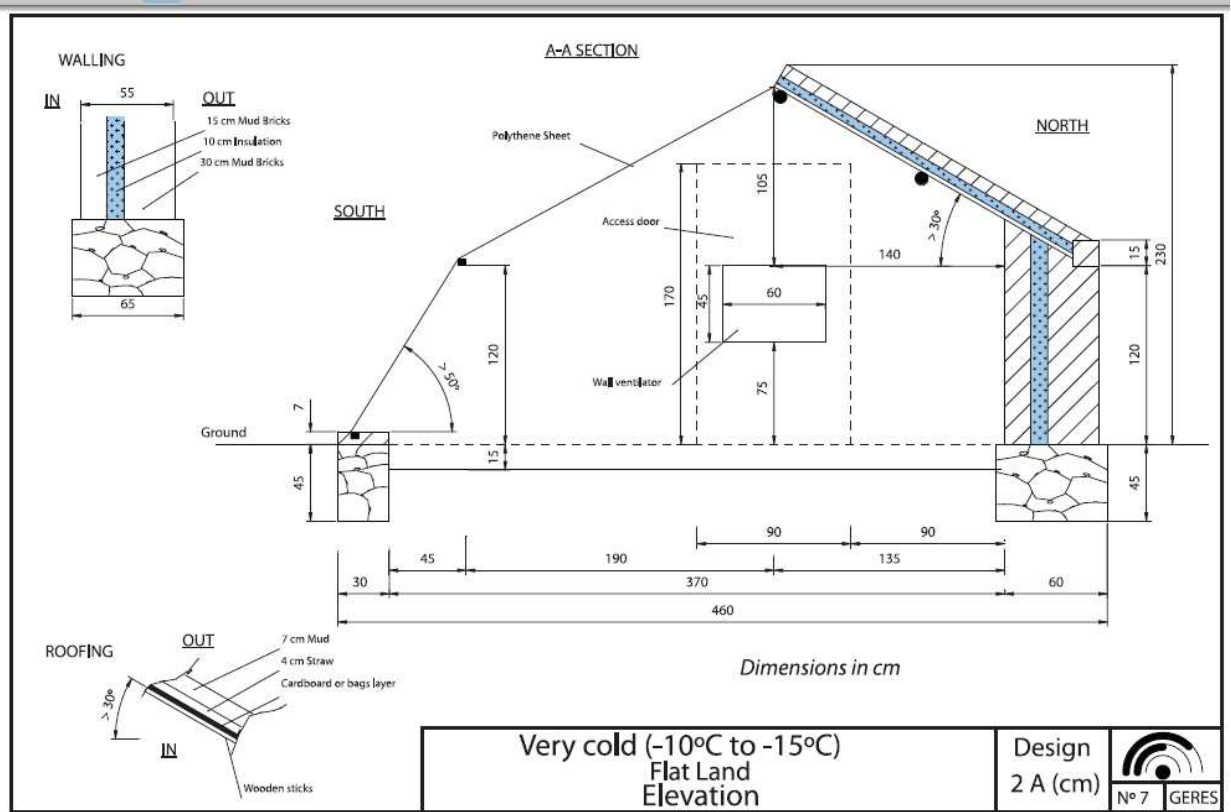 A-A SECTION
WALLING
IN
55
OUT
15 cm Mud Bricks
10 cm Insulation
30 cm Mud Bricks
65
Polythene Sheet
NORTH
SOUTH
Access door
105
> 30º
140
15
230
170
45
60
120
120
> 50º
Wall ventilator
75
7
Ground
15
45
45
90
90
45
190
135
30
370
60
460
ROOFING
OUT
7 cm Mud
4 cm Straw
Cardboard or bags layer
> 30º
IN
Wooden sticks
Dimensions in cm
Very cold (-10ºC to -15ºC)
Flat Land
Elevation
Design
2 A (cm)
Nº 7
GERES